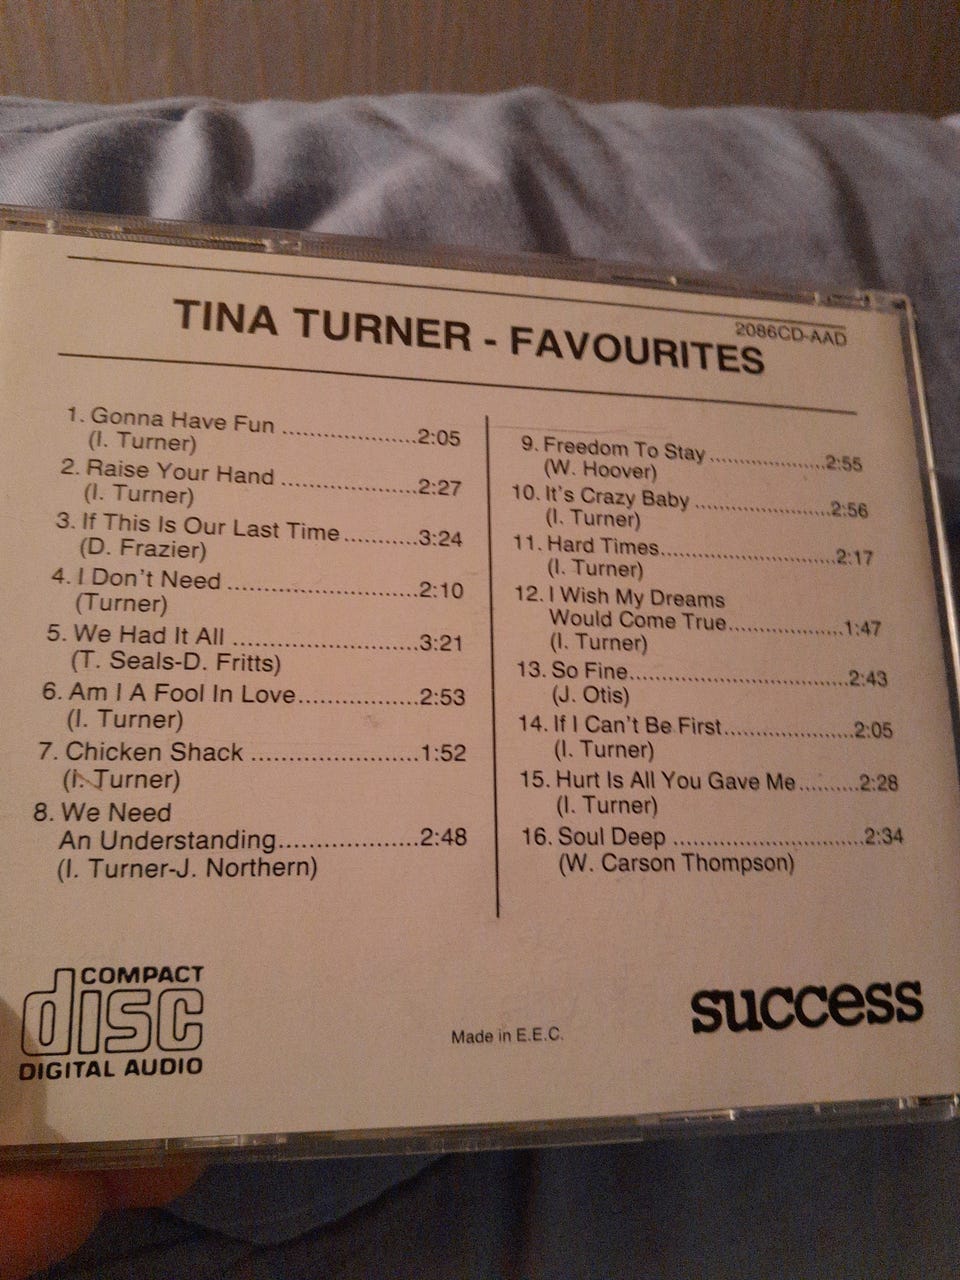 2086CD-AAD
TINA TURNER - FAVOURITES
1. Gonna Have Fun ....................2:05
(I. Turner)
2. Raise Your Hand ....................2:27
(I. Turner)
3. If This Is Our Last Time...........3:24
(D. Frazier)
4. I Don't Need ............................2:10
(Turner)
5. We Had It All ...........................3:21
(T. Seals-D. Fritts)
6. Am I A Fool In Love..................2:53
(I. Turner)
7. Chicken Shack .........................1:52
(I. Turner)
8. We Need
An Understanding.....................2:48
(I. Turner-J. Northern)
9. Freedom To Stay .................2:55
(W. Hoover)
10. It's Crazy Baby ....................2:56
(I. Turner)
11. Hard Times.........................2:17
(I. Turner)
12. I Wish My Dreams
Would Come True.................1:47
(I. Turner)
13. So Fine................................2:43
(J. Otis)
14. If I Can't Be First...................2:05
(I. Turner)
15. Hurt Is All You Gave Me.........2:28
(I. Turner)
16. Soul Deep ............................2:34
(W. Carson Thompson)
COMPACT
disc
DIGITAL AUDIO
Made in E.E.C.
success